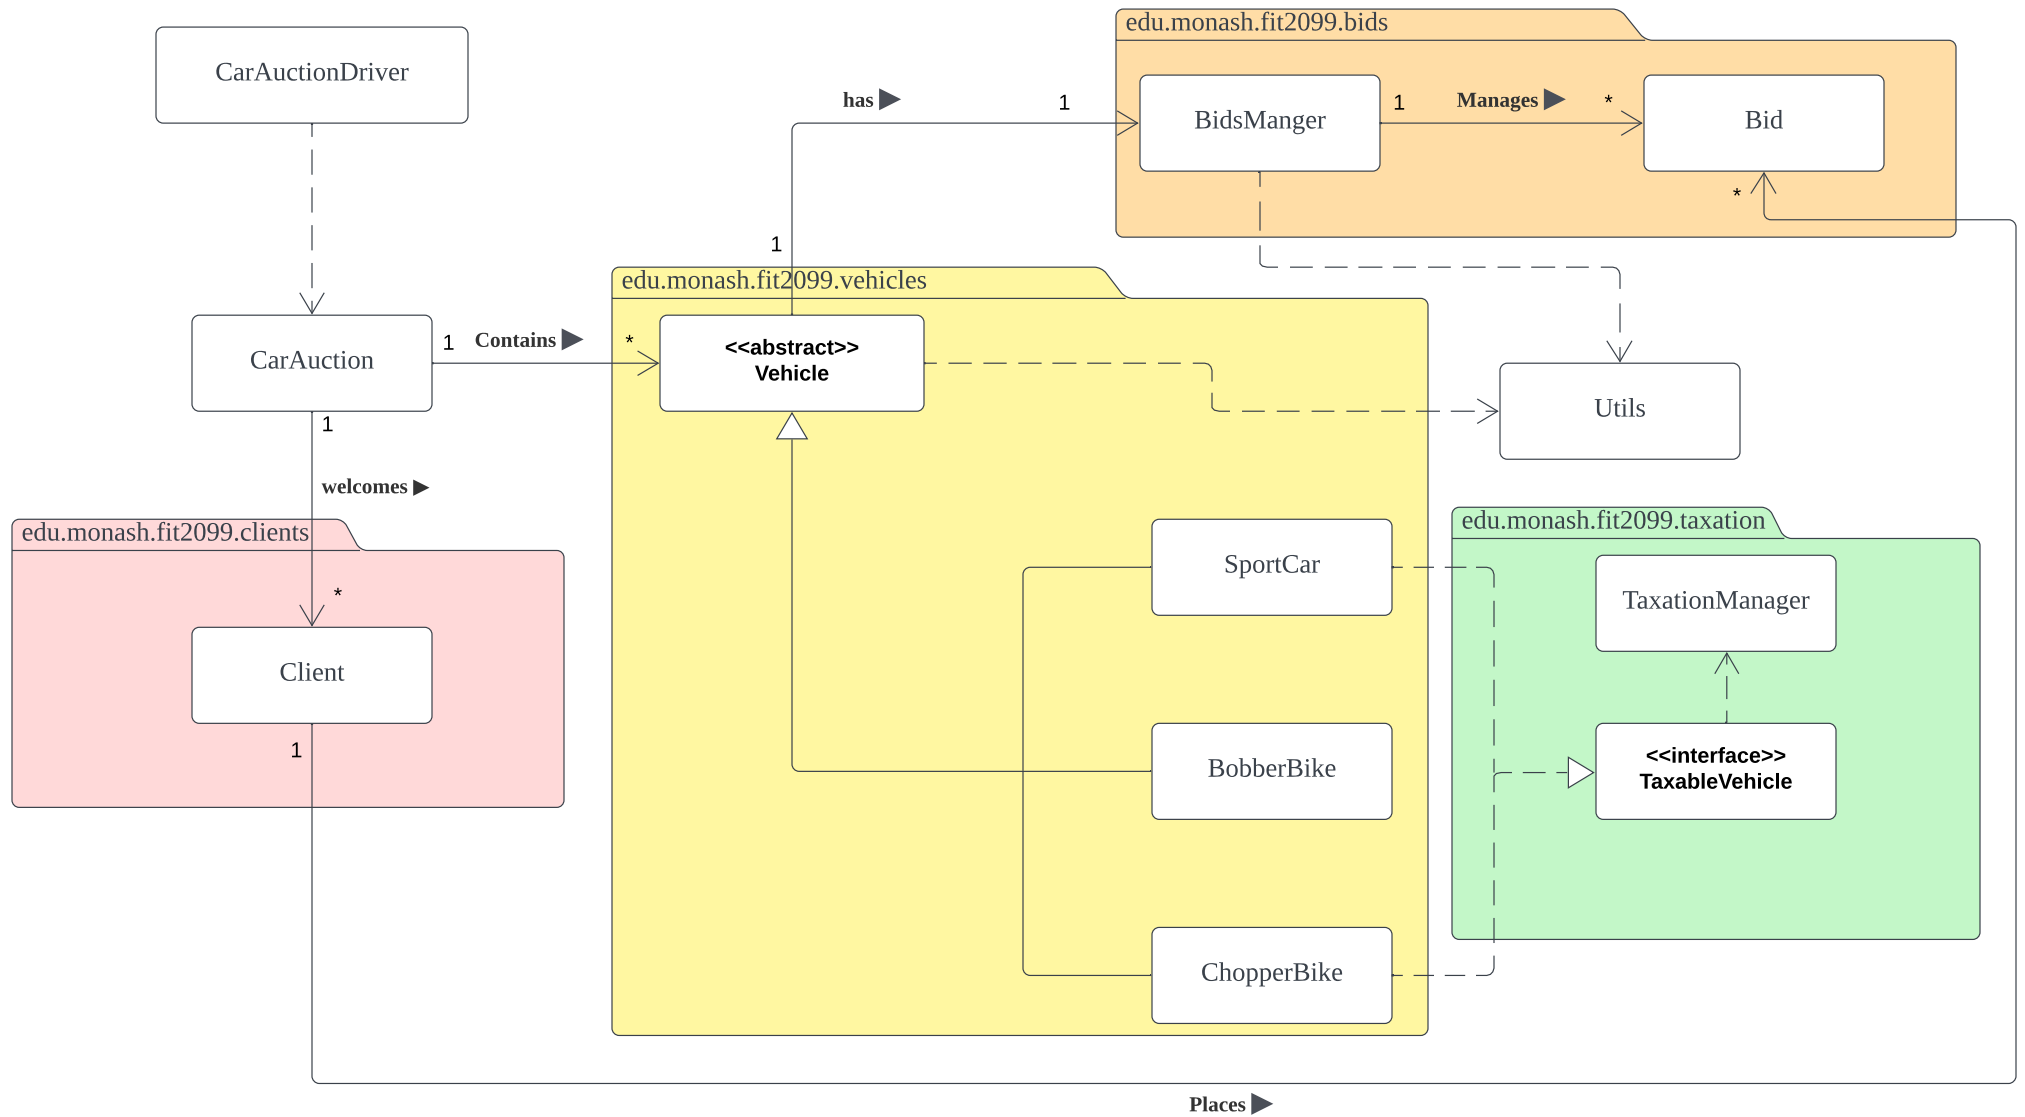 edu.monash.fit2099.bids
CarAuctionDriver
has
1
BidsManger
1
Manages
*
Bid
*
1
edu.monash.fit2099.vehicles
CarAuction
1
Contains
*
<<abstract>>
Vehicle
Utils
1
welcomes
edu.monash.fit2099.clients
*
Client
1
SportCar
BobberBike
ChopperBike
edu.monash.fit2099.taxation
TaxationManager
<<interface>>
TaxableVehicle
Places